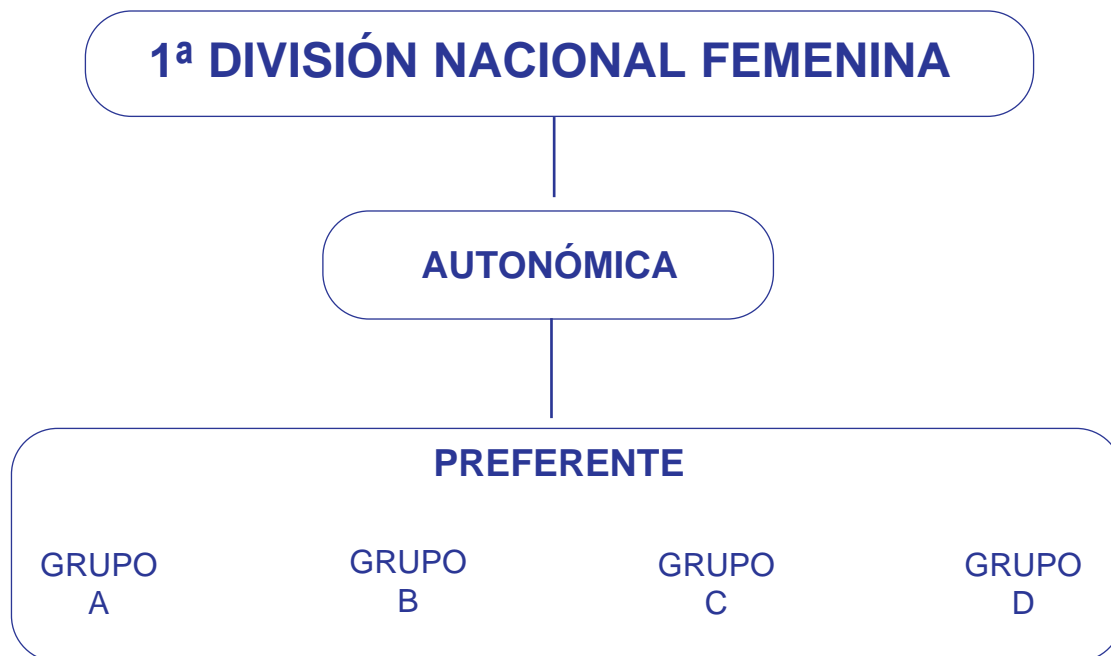 1ª DIVISIÓN NACIONAL FEMENINA
AUTONÓMICA
PREFERENTE
GRUPO
A
GRUPO
B
GRUPO
C
GRUPO
D